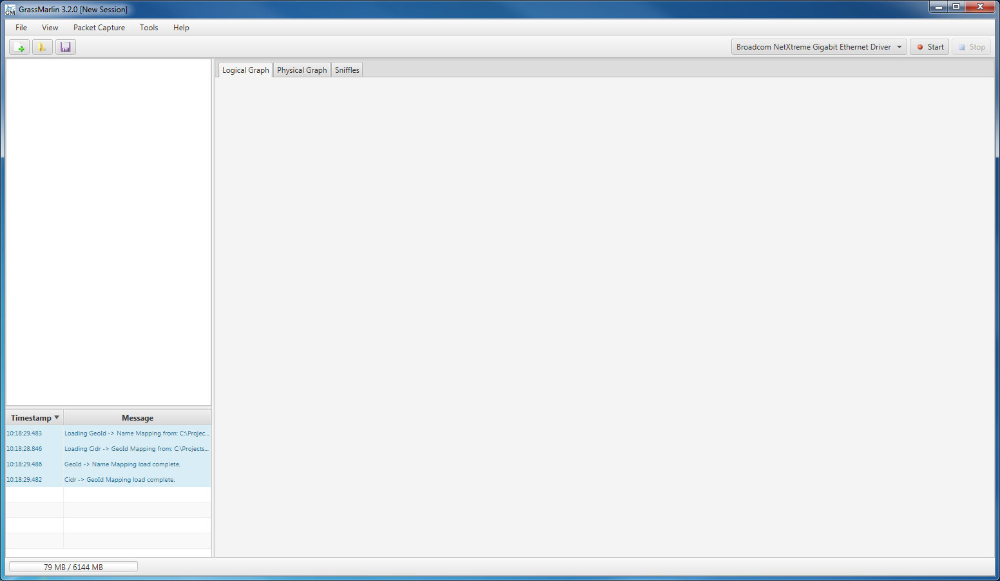 GrassMarlin 3.2.0 [New Session]
File View Packet Capture Tools Help
Broadcom NetXtreme Gigabit Ethernet Driver Start Stop
Logical Graph Physical Graph Sniffles
Timestamp Message
10:18:29.483 Loading GeoId -> Name Mapping from: C:\Projec...
10:18:28.846 Loading Cidr -> GeoId Mapping from: C:\Projects...
10:18:29.486 GeoId -> Name Mapping load complete.
10:18:29.482 Cidr -> GeoId Mapping load complete.
79 MB / 6144 MB